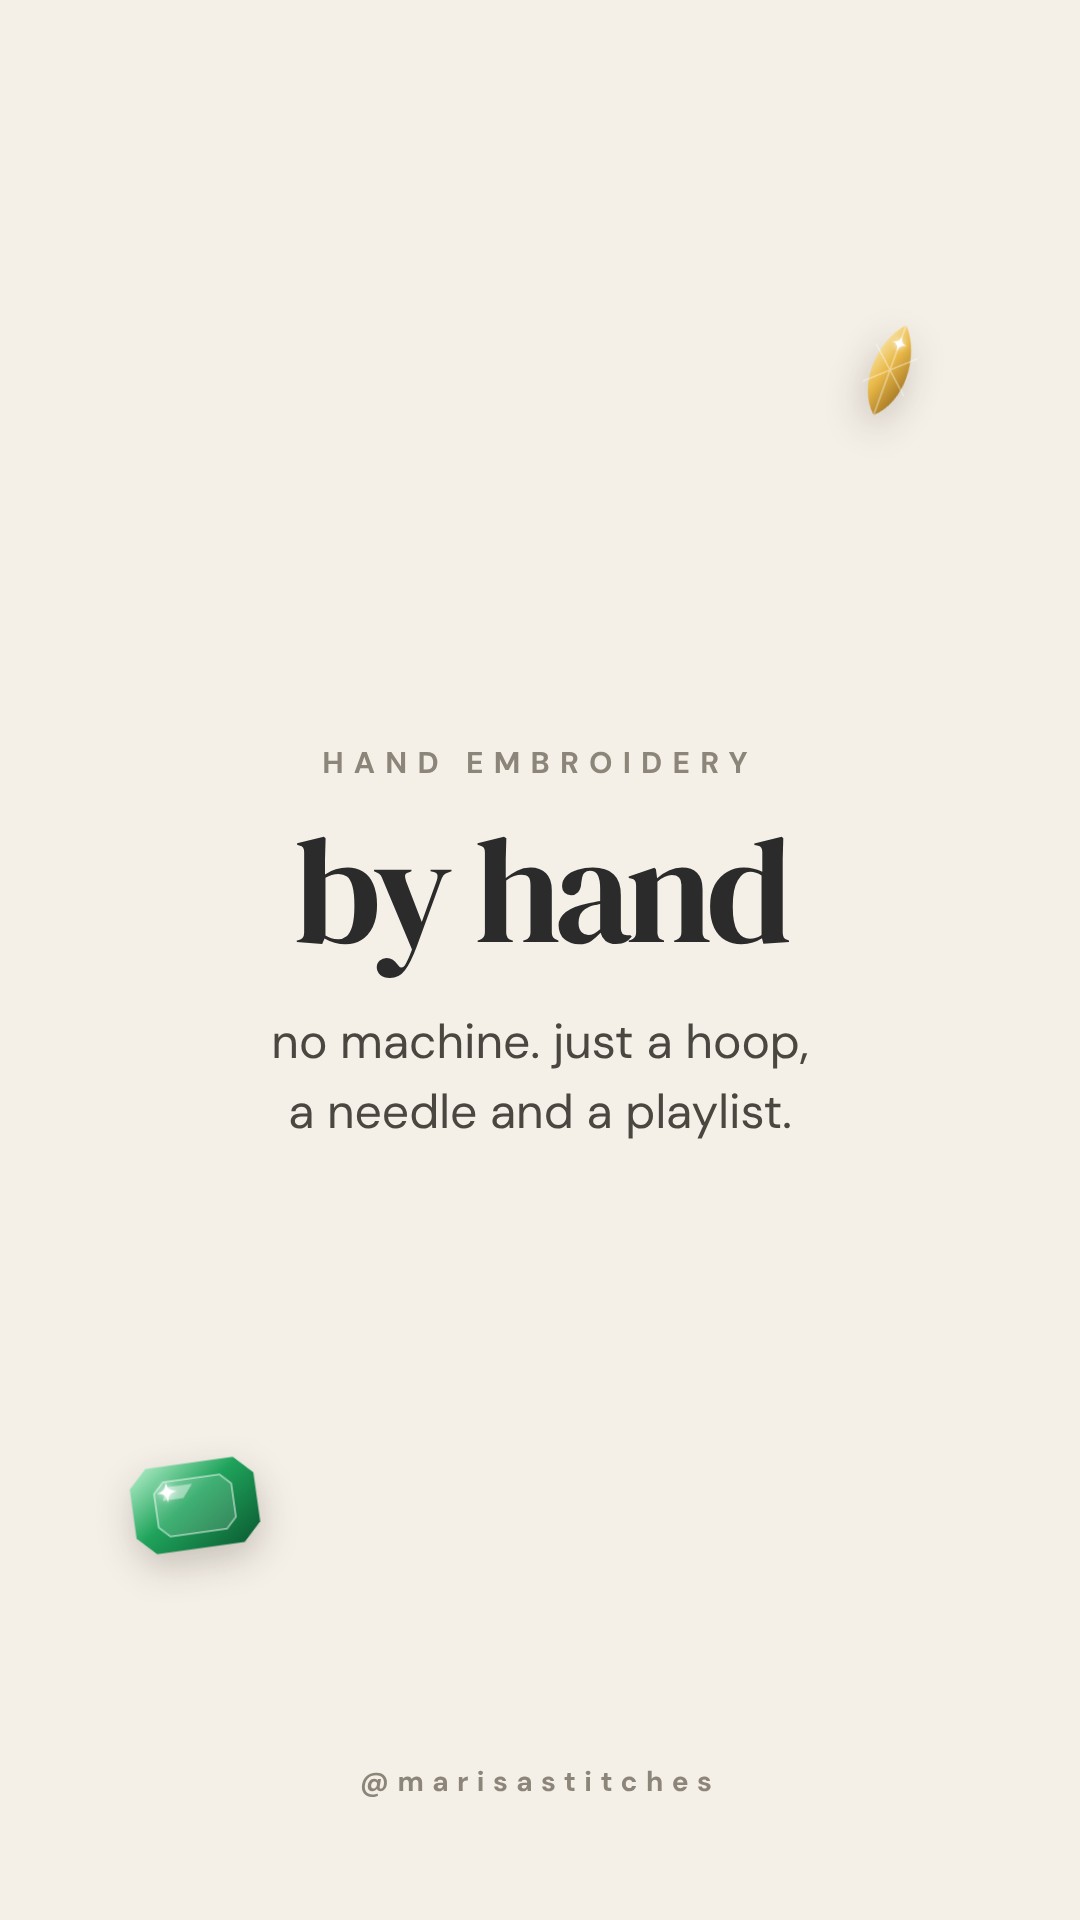 HAND EMBROIDERY
by hand
no machine. just a hoop,
a needle and a playlist.
@marisastitches